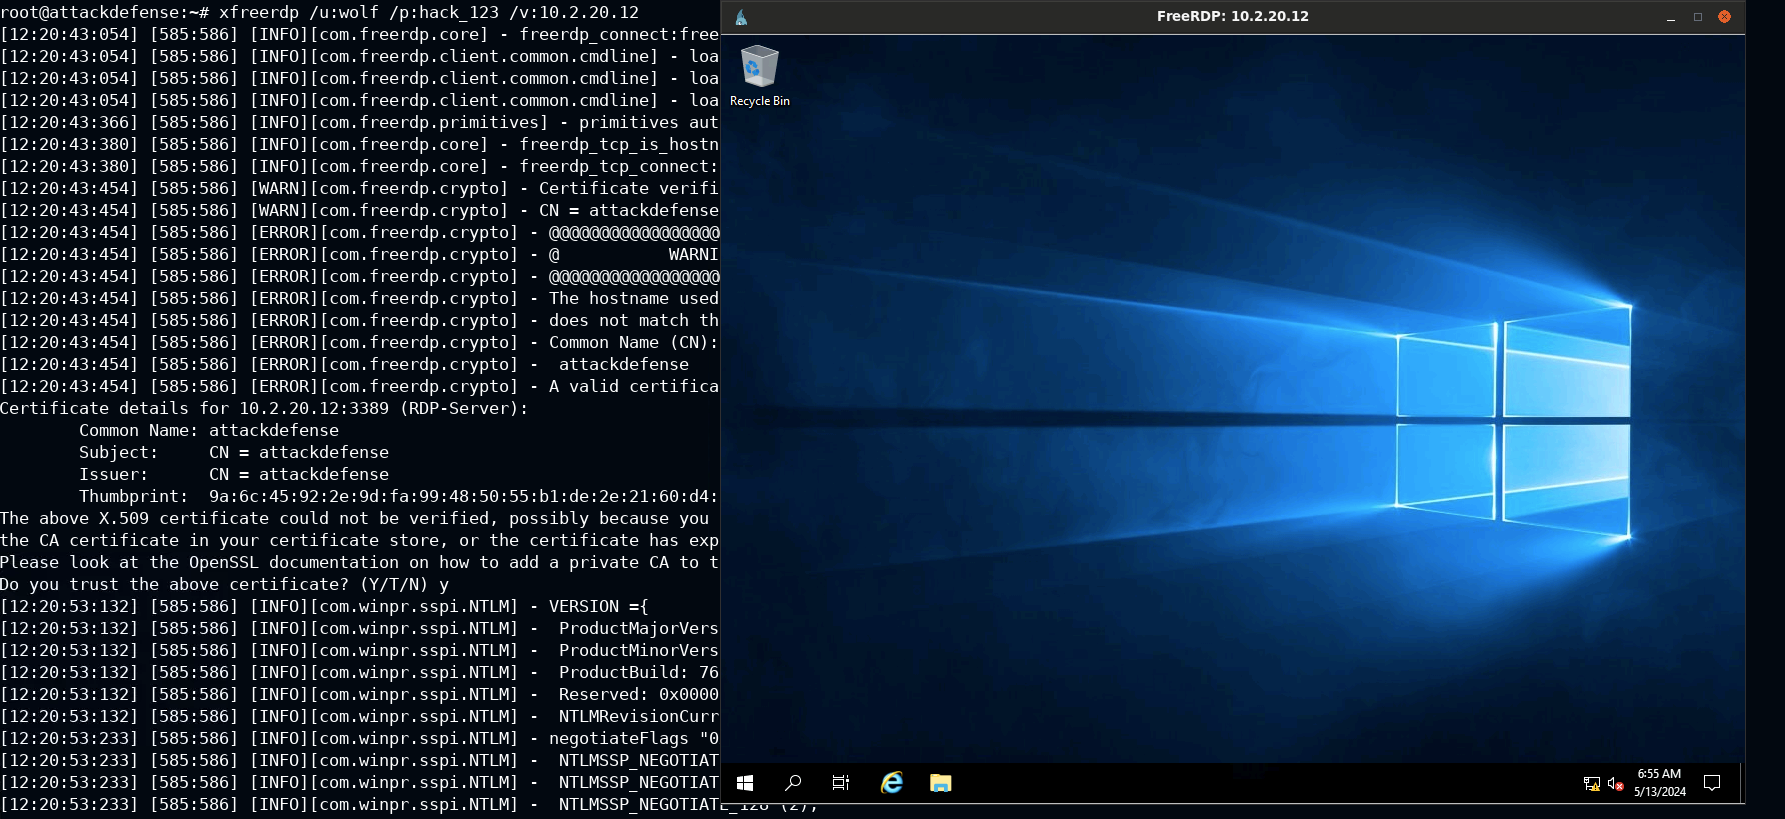 root@attackdefense:~# xfreerdp /u:wolf /p:hack_123 /v:10.2.20.12
[12:20:43:054] [585:586] [INFO][com.freerdp.core] - freerdp_connect:free
[12:20:43:054] [585:586] [INFO][com.freerdp.client.common.cmdline] - loa
[12:20:43:054] [585:586] [INFO][com.freerdp.client.common.cmdline] - loa
[12:20:43:054] [585:586] [INFO][com.freerdp.client.common.cmdline] - loa
[12:20:43:366] [585:586] [INFO][com.freerdp.primitives] - primitives aut
[12:20:43:380] [585:586] [INFO][com.freerdp.core] - freerdp_tcp_is_hostn
[12:20:43:380] [585:586] [INFO][com.freerdp.core] - freerdp_tcp_connect:
[12:20:43:454] [585:586] [WARN][com.freerdp.crypto] - Certificate verifi
[12:20:43:454] [585:586] [WARN][com.freerdp.crypto] - CN = attackdefense
[12:20:43:454] [585:586] [ERROR][com.freerdp.crypto] - @@@@@@@@@@@@@@@@@
[12:20:43:454] [585:586] [ERROR][com.freerdp.crypto] - @           WARNI
[12:20:43:454] [585:586] [ERROR][com.freerdp.crypto] - @@@@@@@@@@@@@@@@@
[12:20:43:454] [585:586] [ERROR][com.freerdp.crypto] - The hostname used
[12:20:43:454] [585:586] [ERROR][com.freerdp.crypto] - does not match th
[12:20:43:454] [585:586] [ERROR][com.freerdp.crypto] - Common Name (CN):
[12:20:43:454] [585:586] [ERROR][com.freerdp.crypto] -  attackdefense
[12:20:43:454] [585:586] [ERROR][com.freerdp.crypto] - A valid certifica
Certificate details for 10.2.20.12:3389 (RDP-Server):
        Common Name: attackdefense
        Subject:     CN = attackdefense
        Issuer:      CN = attackdefense
        Thumbprint:  9a:6c:45:92:2e:9d:fa:99:48:50:55:b1:de:2e:21:60:d4:
The above X.509 certificate could not be verified, possibly because you
the CA certificate in your certificate store, or the certificate has exp
Please look at the OpenSSL documentation on how to add a private CA to t
Do you trust the above certificate? (Y/T/N) y
[12:20:53:132] [585:586] [INFO][com.winpr.sspi.NTLM] - VERSION ={
[12:20:53:132] [585:586] [INFO][com.winpr.sspi.NTLM] -  ProductMajorVers
[12:20:53:132] [585:586] [INFO][com.winpr.sspi.NTLM] -  ProductMinorVers
[12:20:53:132] [585:586] [INFO][com.winpr.sspi.NTLM] -  ProductBuild: 76
[12:20:53:132] [585:586] [INFO][com.winpr.sspi.NTLM] -  Reserved: 0x0000
[12:20:53:132] [585:586] [INFO][com.winpr.sspi.NTLM] -  NTLMRevisionCurr
[12:20:53:233] [585:586] [INFO][com.winpr.sspi.NTLM] - negotiateFlags "0
[12:20:53:233] [585:586] [INFO][com.winpr.sspi.NTLM] -  NTLMSSP_NEGOTIAT
[12:20:53:233] [585:586] [INFO][com.winpr.sspi.NTLM] -  NTLMSSP_NEGOTIAT
[12:20:53:233] [585:586] [INFO][com.winpr.sspi.NTLM] -  NTLMSSP_NEGOTIATE_128 (2),
FreeRDP: 10.2.20.12
Recycle Bin
6:55 AM
5/13/2024